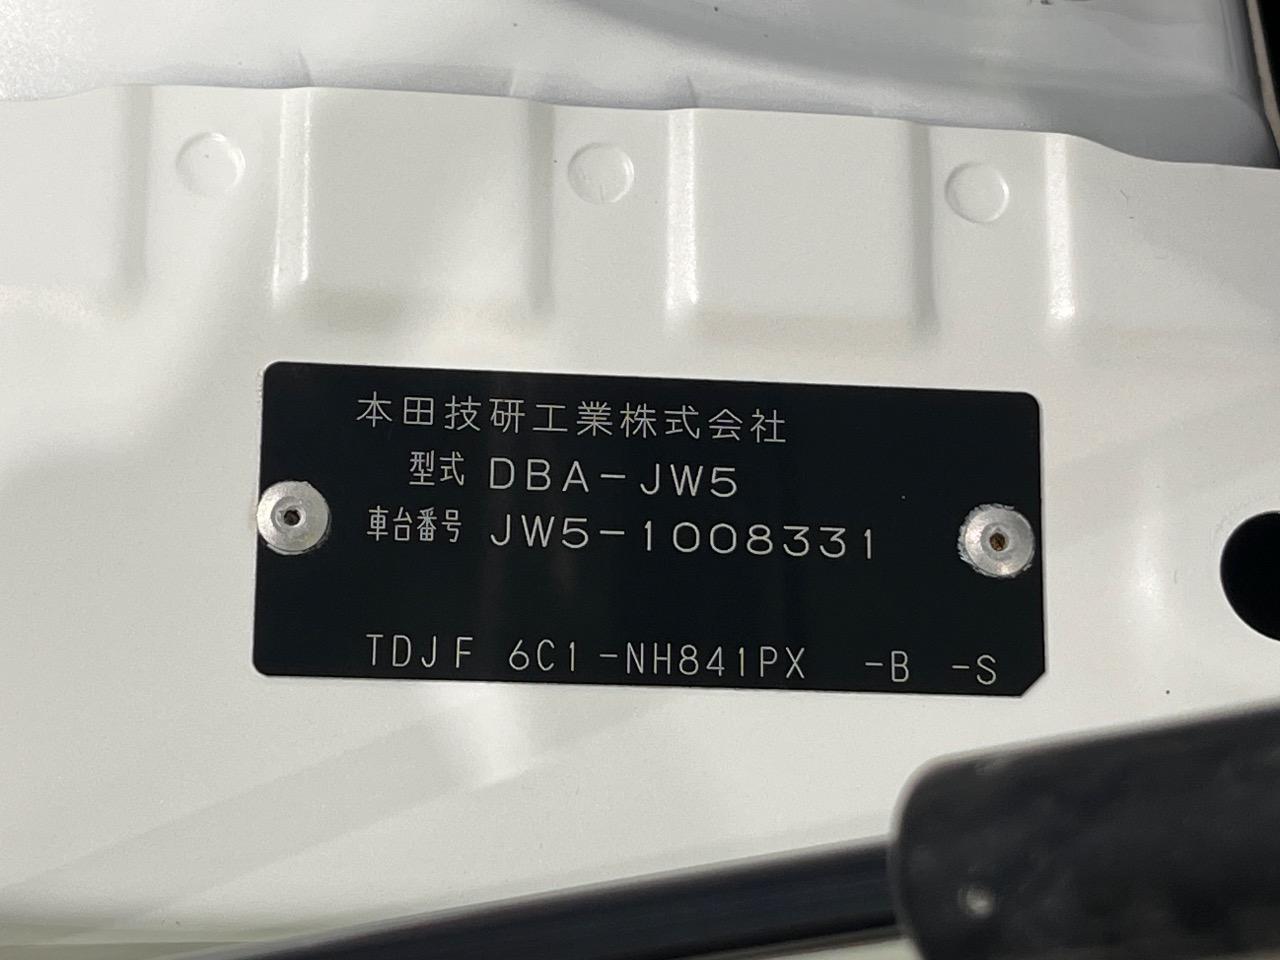 本田技研工業株式会社
型式 DBA-JW5
車台番号 JW5-1008331
TDJF 6C1-NH841PX -B -S